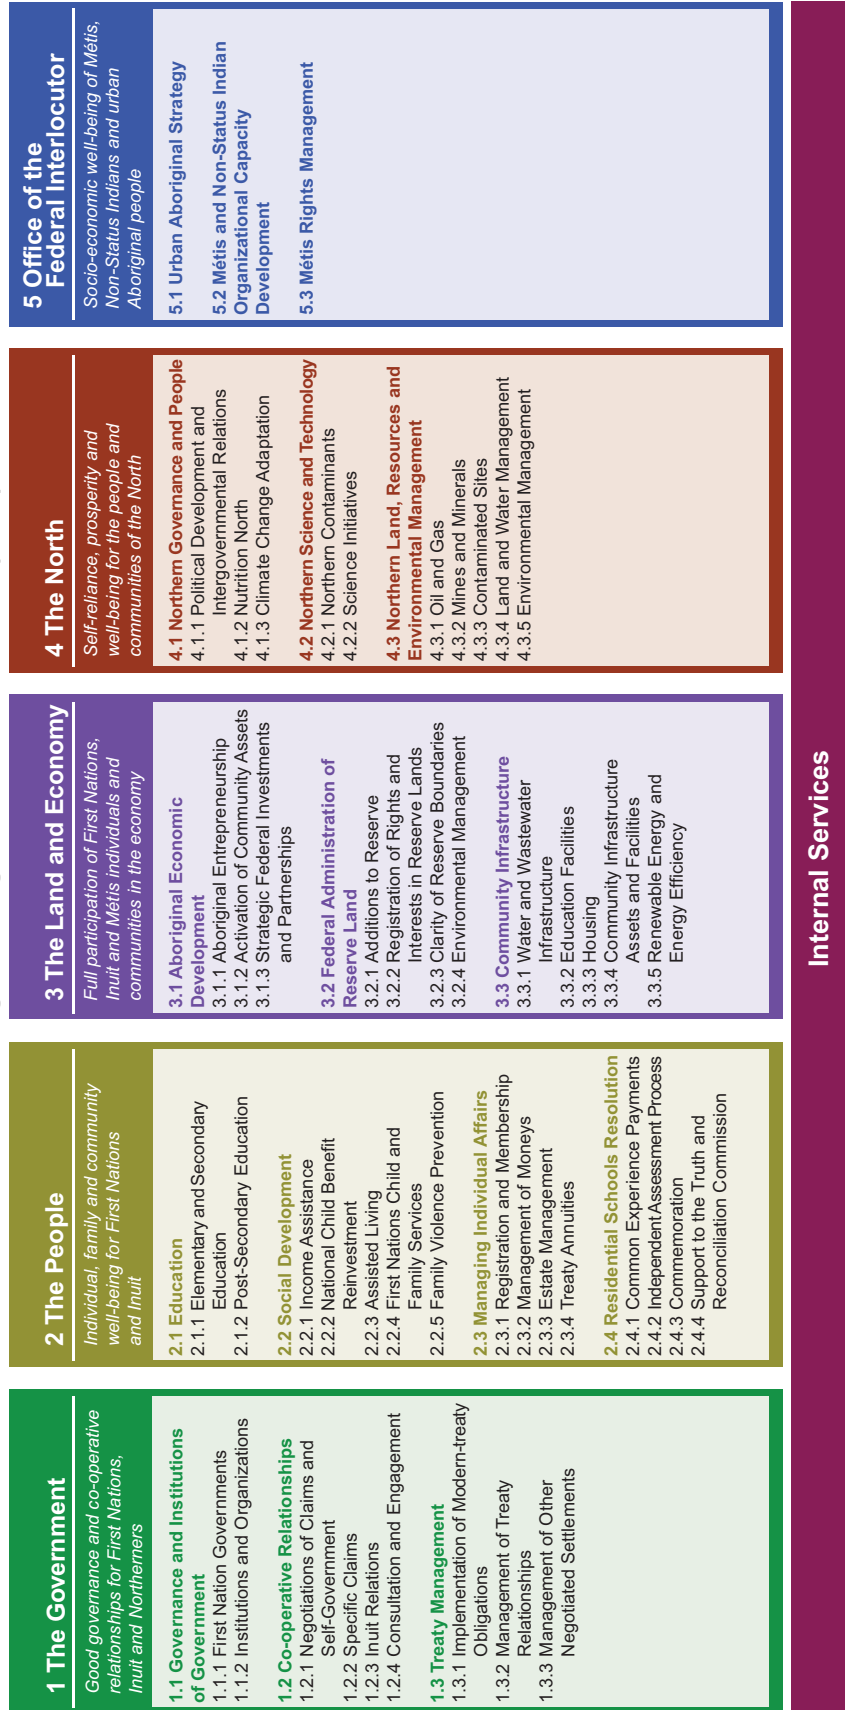 1 The Government
Good governance and co-operative
relationships for First Nations,
Inuit and Northerners
1.1 Governance and Institutions
of Government
1.1.1 First Nation Governments
1.1.2 Institutions and Organizations
1.2 Co-operative Relationships
1.2.1 Negotiations of Claims and
Self-Government
1.2.2 Specific Claims
1.2.3 Inuit Relations
1.2.4 Consultation and Engagement
1.3 Treaty Management
1.3.1 Implementation of Modern-treaty
Obligations
1.3.2 Management of Treaty
Relationships
1.3.3 Management of Other
Negotiated Settlements
2 The People
Individual, family and community
well-being for First Nations
and Inuit
2.1 Education
2.1.1 Elementary and Secondary
Education
2.1.2 Post-Secondary Education
2.2 Social Development
2.2.1 Income Assistance
2.2.2 National Child Benefit
Reinvestment
2.2.3 Assisted Living
2.2.4 First Nations Child and
Family Services
2.2.5 Family Violence Prevention
2.3 Managing Individual Affairs
2.3.1 Registration and Membership
2.3.2 Management of Moneys
2.3.3 Estate Management
2.3.4 Treaty Annuities
2.4 Residential Schools Resolution
2.4.1 Common Experience Payments
2.4.2 Independent Assessment Process
2.4.3 Commemoration
2.4.4 Support to the Truth and
Reconciliation Commission
3 The Land and Economy
Full participation of First Nations,
Inuit and Métis individuals and
communities in the economy
3.1 Aboriginal Economic
Development
3.1.1 Aboriginal Entrepreneurship
3.1.2 Activation of Community Assets
3.1.3 Strategic Federal Investments
and Partnerships
3.2 Federal Administration of
Reserve Land
3.2.1 Additions to Reserve
3.2.2 Registration of Rights and
Interests in Reserve Lands
3.2.3 Clarity of Reserve Boundaries
3.2.4 Environmental Management
3.3 Community Infrastructure
3.3.1 Water and Wastewater
Infrastructure
3.3.2 Education Facilities
3.3.3 Housing
3.3.4 Community Infrastructure
Assets and Facilities
3.3.5 Renewable Energy and
Energy Efficiency
4 The North
Self-reliance, prosperity and
well-being for the people and
communities of the North
4.1 Northern Governance and People
4.1.1 Political Development and
Intergovernmental Relations
4.1.2 Nutrition North
4.1.3 Climate Change Adaptation
4.2 Northern Science and Technology
4.2.1 Northern Contaminants
4.2.2 Science Initiatives
4.3 Northern Land, Resources and
Environmental Management
4.3.1 Oil and Gas
4.3.2 Mines and Minerals
4.3.3 Contaminated Sites
4.3.4 Land and Water Management
4.3.5 Environmental Management
5 Office of the
Federal Interlocutor
Socio-economic well-being of Métis,
Non-Status Indians and urban
Aboriginal people
5.1 Urban Aboriginal Strategy
5.2 Métis and Non-Status Indian
Organizational Capacity
Development
5.3 Métis Rights Management
Internal Services